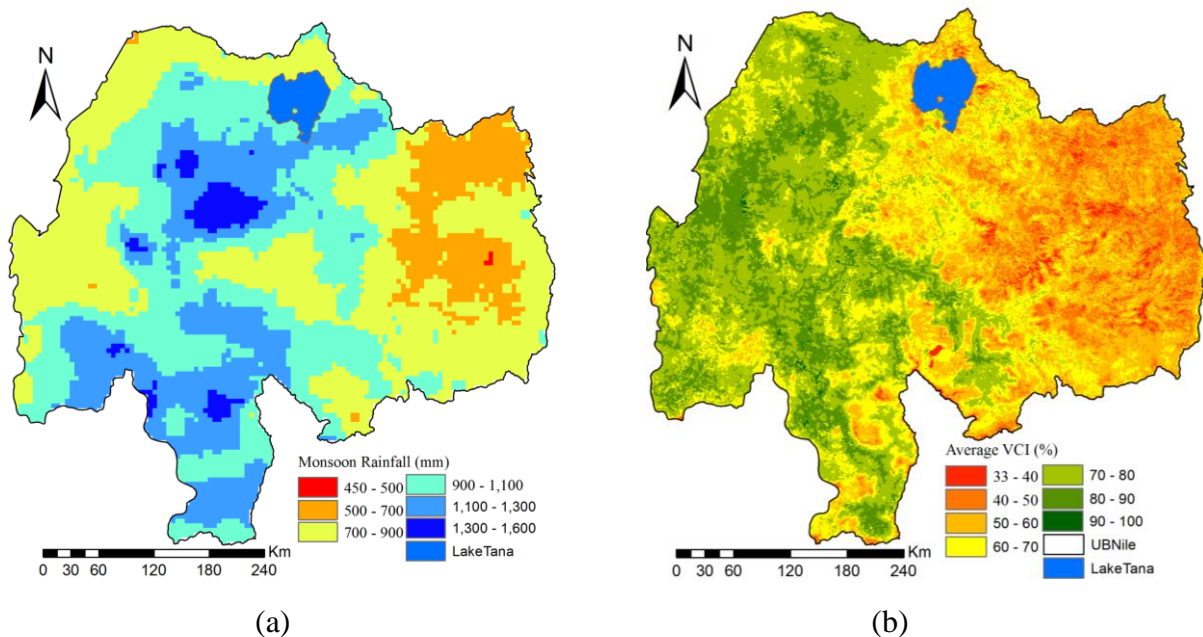 (a)
N
Monsoon Rainfall (mm)
450 - 500
500 - 700
700 - 900
900 - 1,100
1,100 - 1,300
1,300 - 1,600
LakeTana
Km
0 30 60 120 180 240
(a)
(b)
N
Average VCI (%)
33 - 40
40 - 50
50 - 60
60 - 70
70 - 80
80 - 90
90 - 100
UBNile
LakeTana
Km
0 30 60 120 180 240
(b)